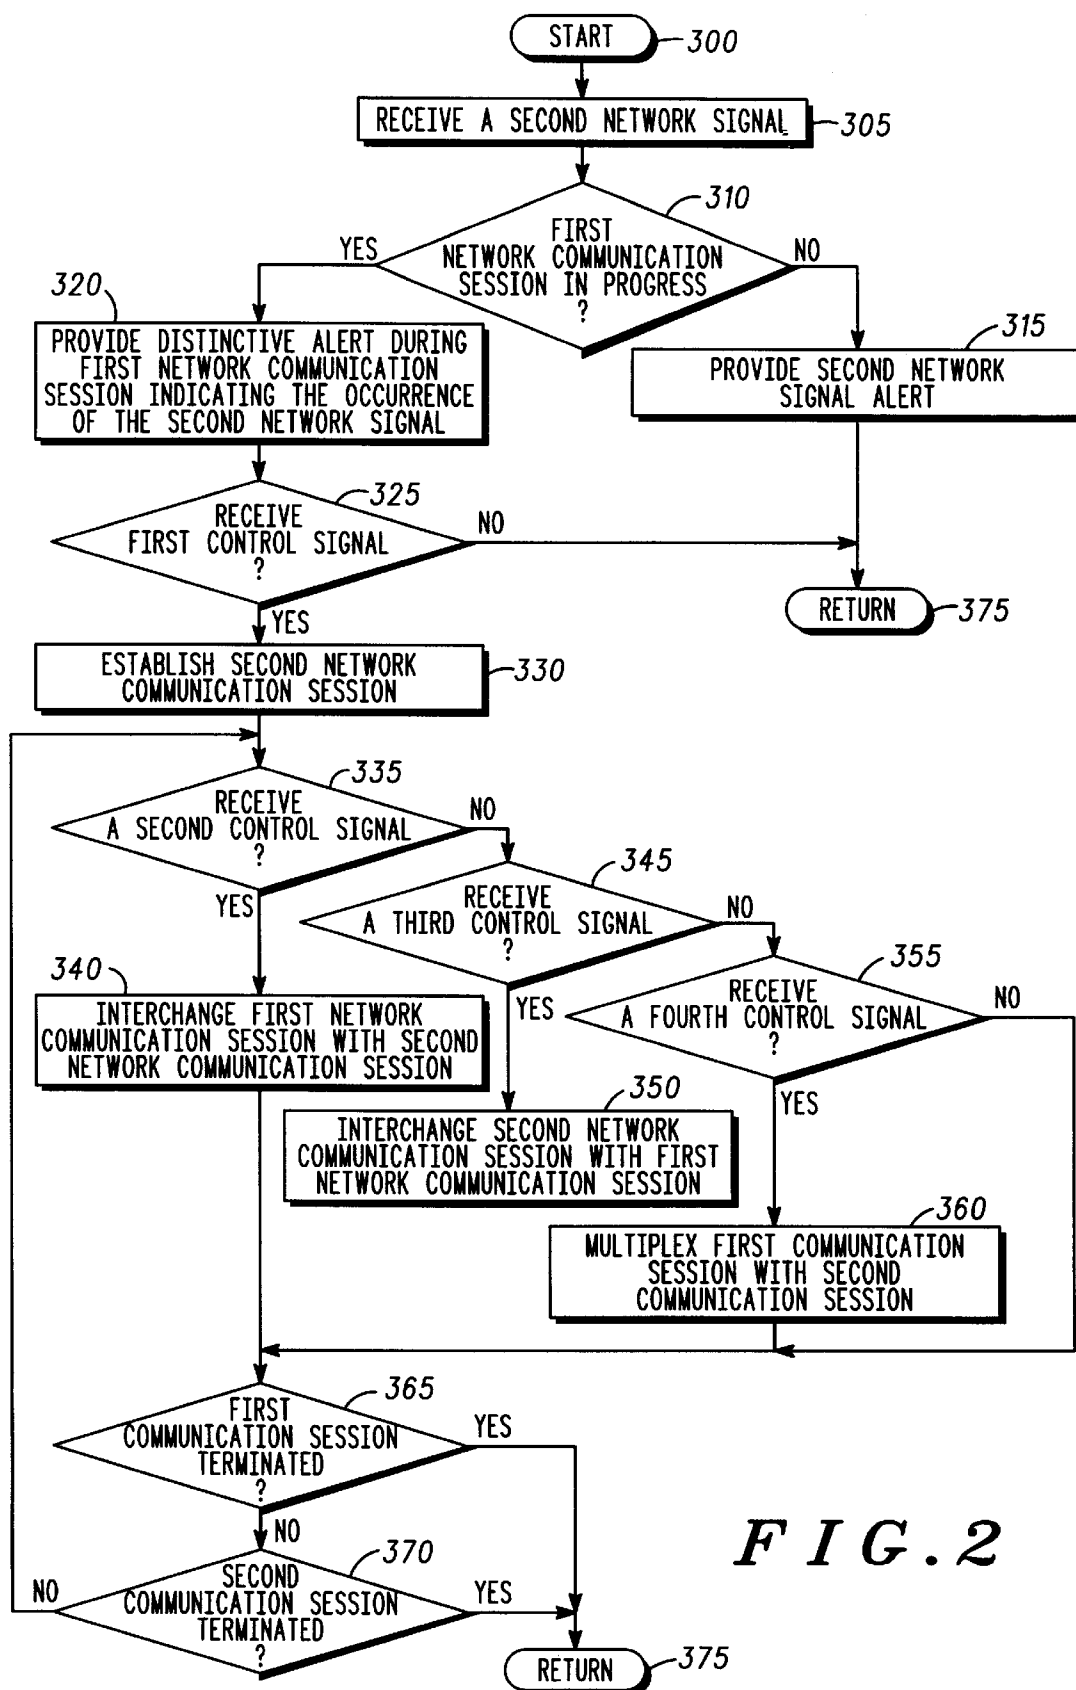 START
300
RECEIVE A SECOND NETWORK SIGNAL
305
310
FIRST
NETWORK COMMUNICATION
SESSION IN PROGRESS
?
YES
NO
320
PROVIDE DISTINCTIVE ALERT DURING
FIRST NETWORK COMMUNICATION
SESSION INDICATING THE OCCURRENCE
OF THE SECOND NETWORK SIGNAL
315
PROVIDE SECOND NETWORK
SIGNAL ALERT
325
RECEIVE
FIRST CONTROL SIGNAL
?
NO
YES
RETURN
375
ESTABLISH SECOND NETWORK
COMMUNICATION SESSION
330
335
RECEIVE
A SECOND CONTROL SIGNAL
?
NO
YES
345
RECEIVE
A THIRD CONTROL SIGNAL
?
NO
YES
355
RECEIVE
A FOURTH CONTROL SIGNAL
?
NO
YES
340
INTERCHANGE FIRST NETWORK
COMMUNICATION SESSION WITH SECOND
NETWORK COMMUNICATION SESSION
350
INTERCHANGE SECOND NETWORK
COMMUNICATION SESSION WITH FIRST
NETWORK COMMUNICATION SESSION
360
MULTIPLEX FIRST COMMUNICATION
SESSION WITH SECOND
COMMUNICATION SESSION
365
FIRST
COMMUNICATION SESSION
TERMINATED
?
YES
NO
370
SECOND
COMMUNICATION SESSION
TERMINATED
?
NO
YES
RETURN
375
FIG.2